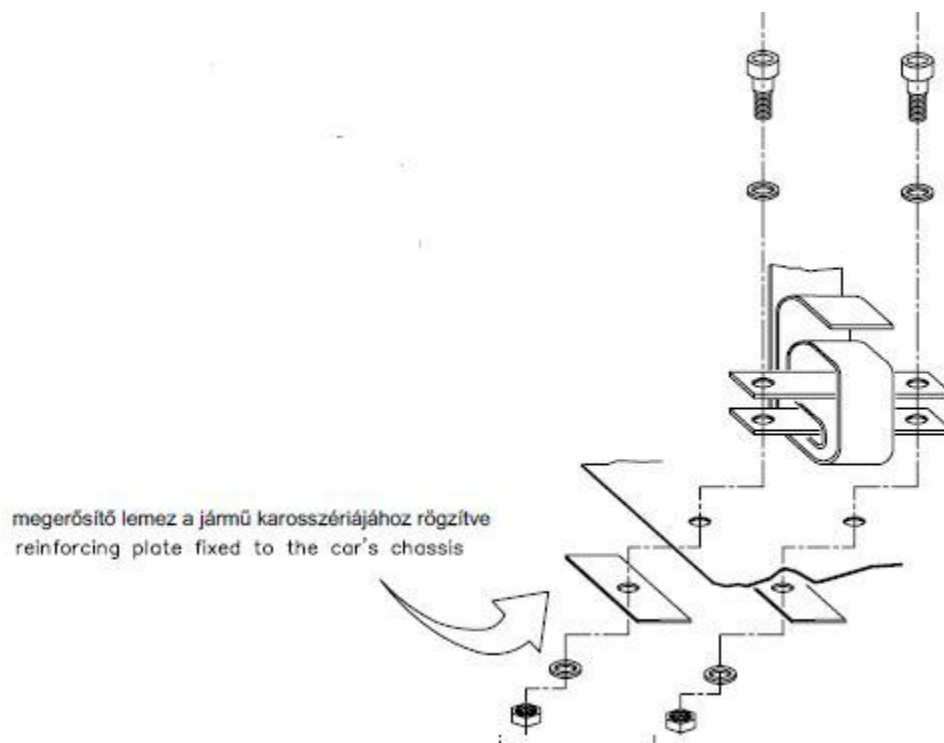 megerősítő lemez a jármű karosszériájához rögzítve
reinforcing plate fixed to the car's chassis